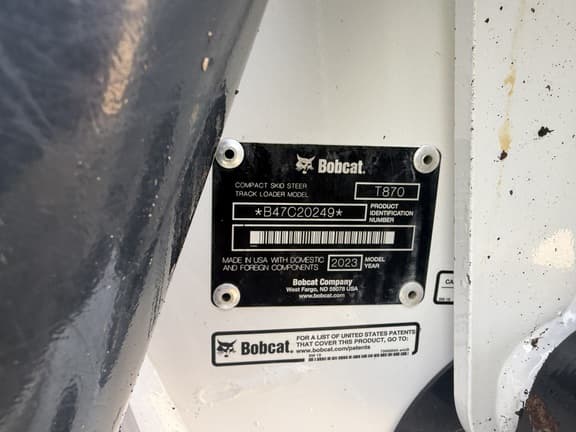 Bobcat.
COMPACT SKID STEER
TRACK LOADER MODEL
T870
*B47C20249*
PRODUCT
IDENTIFICATION
NUMBER
MADE IN USA WITH DOMESTIC
AND FOREIGN COMPONENTS
2023
MODEL
YEAR
Bobcat Company
West Fargo, ND 58078 USA
www.bobcat.com
CA
Bobcat.
FOR A LIST OF UNITED STATES PATENTS
THAT COVER THIS PRODUCT, GO TO:
www.bobcat.com/patents